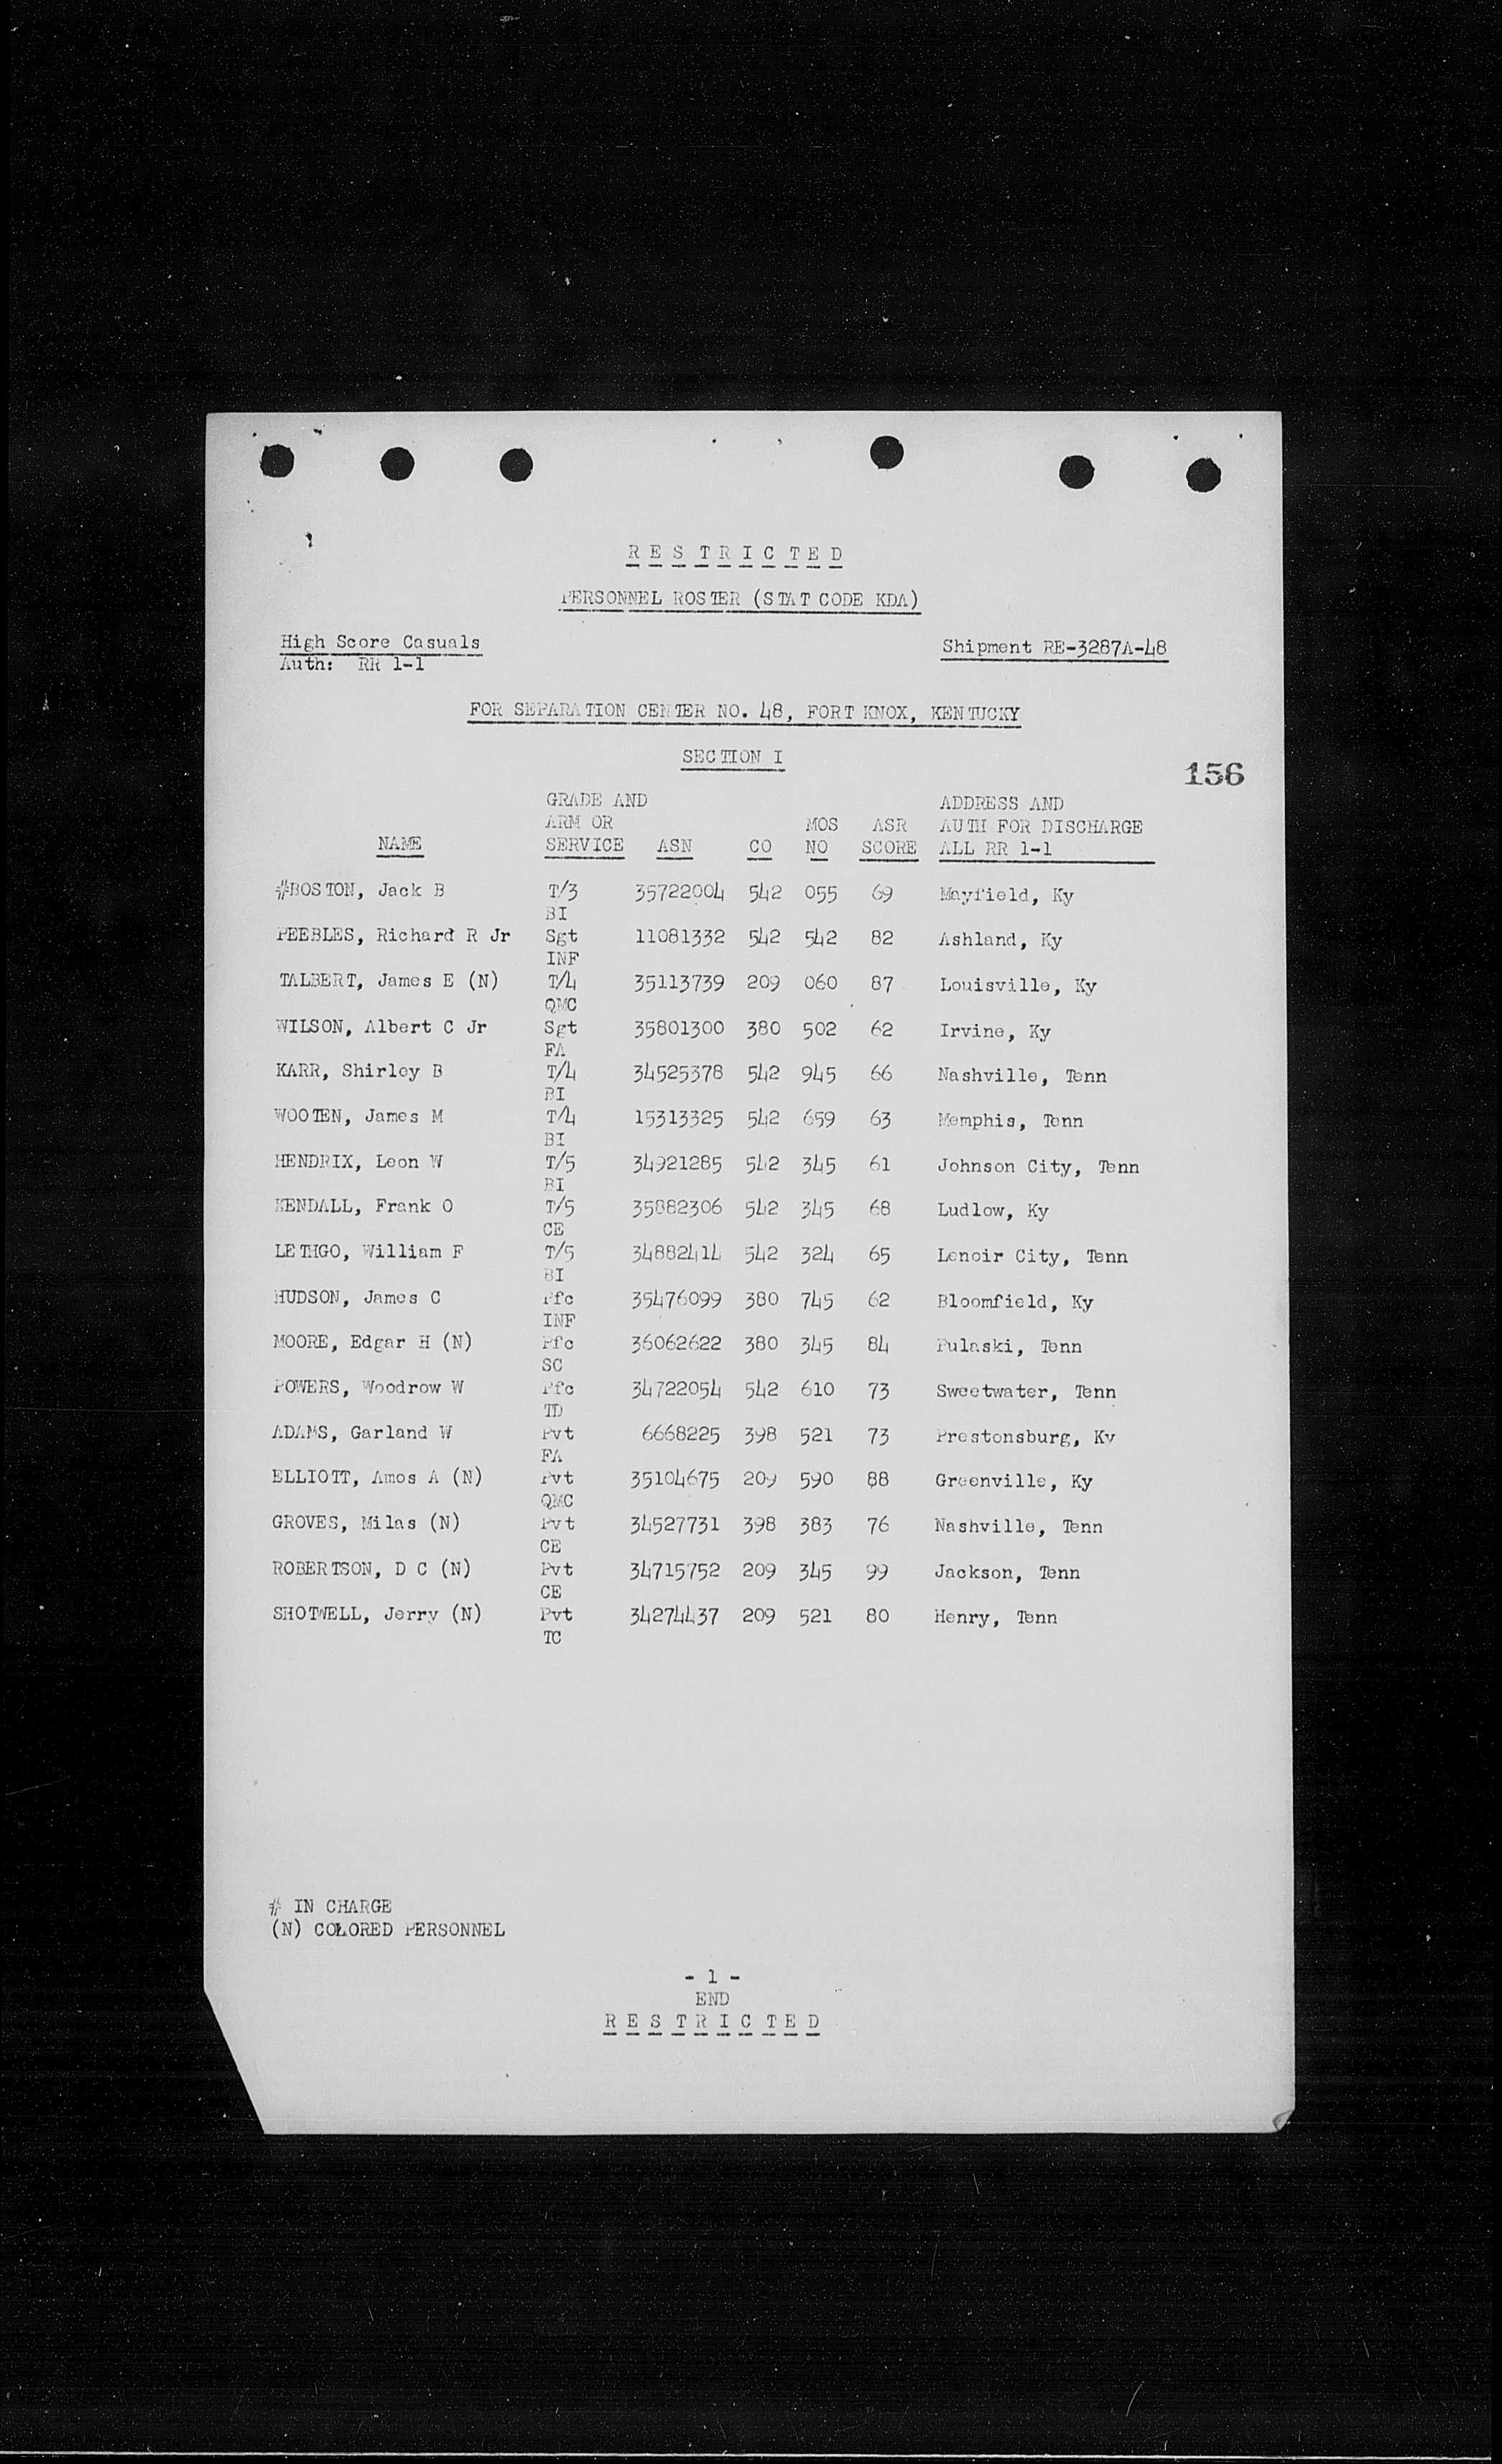 R E S T R I C T E D
PERSONNEL ROSTER (STAT CODE KDA)
High Score Casuals Shipment RE-3287A-48
Auth: RR 1-1
FOR SEPARATION CENTER NO. 48, FORT KNOX, KENTUCKY
SECTION I
156
GRADE AND ADDRESS AND
ARM OR MOS ASR AUTH FOR DISCHARGE
NAME SERVICE ASN CO NO SCORE ALL RR 1-1
#BOSTON, Jack B T/3 35722004 542 055 69 Mayfield, Ky
BI
PEEBLES, Richard R Jr Sgt 11081332 542 542 82 Ashland, Ky
INF
TALBERT, James E (N) T/4 35113739 209 060 87 Louisville, Ky
QMC
WILSON, Albert C Jr Sgt 35801300 380 502 62 Irvine, Ky
FA
KARR, Shirley B T/4 34525378 542 945 66 Nashville, Tenn
BI
WOOTEN, James M T/4 15313325 542 659 63 Memphis, Tenn
BI
HENDRIX, Leon W T/5 34921285 542 345 61 Johnson City, Tenn
BI
KENDALL, Frank O T/5 35882306 542 345 68 Ludlow, Ky
CE
LETHGO, William F T/5 34882414 542 324 65 Lenoir City, Tenn
BI
HUDSON, James C Pfc 35476099 380 745 62 Bloomfield, Ky
INF
MOORE, Edgar H (N) Pfc 36062622 380 345 84 Pulaski, Tenn
SC
POWERS, Woodrow W Pfc 34722054 542 610 73 Sweetwater, Tenn
TD
ADAMS, Garland W Pvt 6668225 398 521 73 Prestonsburg, Ky
FA
ELLIOTT, Amos A (N) Pvt 35104675 209 590 88 Greenville, Ky
QMC
GROVES, Milas (N) Pvt 34527731 398 383 76 Nashville, Tenn
CE
ROBERTSON, D C (N) Pvt 34715752 209 345 99 Jackson, Tenn
CE
SHOTWELL, Jerry (N) Pvt 34274437 209 521 80 Henry, Tenn
TC
# IN CHARGE
(N) COLORED PERSONNEL
- 1 -
END
R E S T R I C T E D